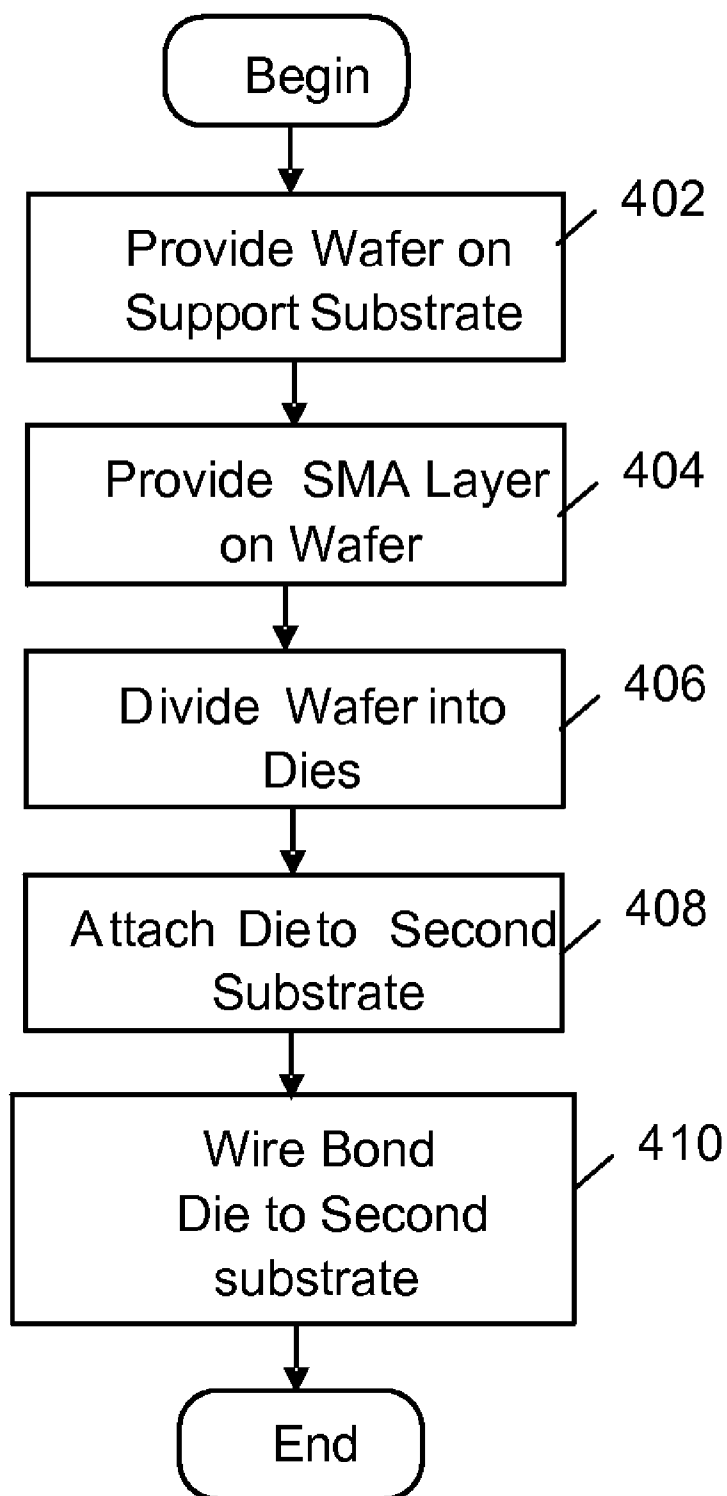 Begin
402
Provide Wafer on
Support Substrate
404
Provide SMA Layer
on Wafer
406
Divide Wafer into
Dies
408
Attach Die to Second
Substrate
410
Wire Bond
Die to Second
substrate
End